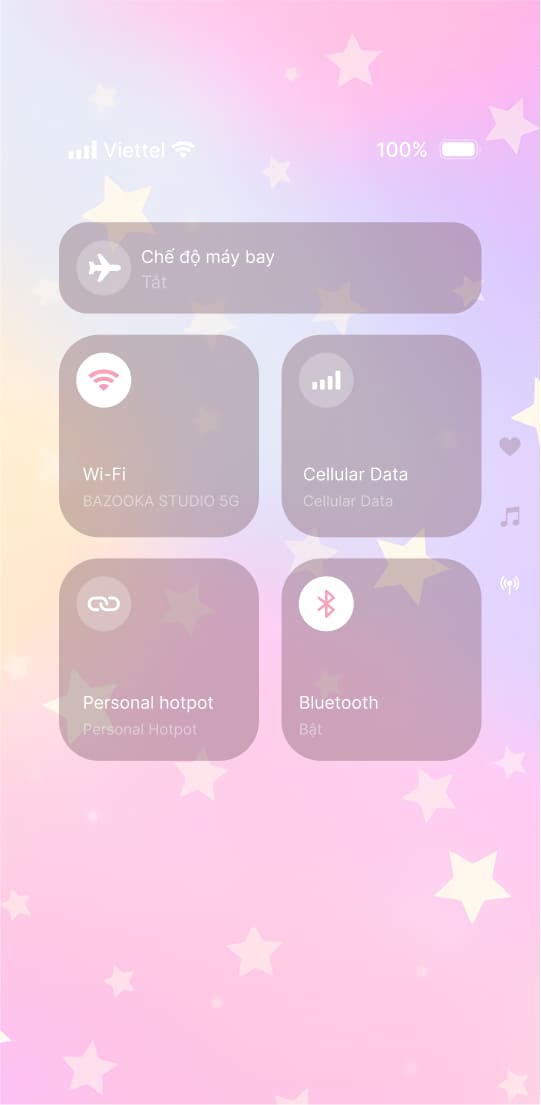 Viettel 100%
Chế độ máy bay
Tắt
Wi-Fi
BAZOOKA STUDIO 5G
Cellular Data
Cellular Data
Personal hotpot
Personal Hotpot
Bluetooth
Bật